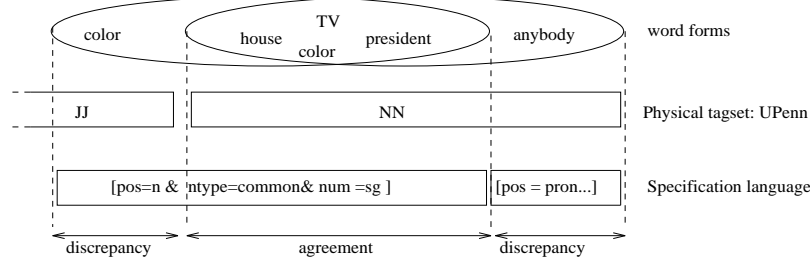 TV
color house president anybody word forms
color
JJ NN Physical tagset: UPenn
[pos=n & ntype=common& num =sg ] [pos = pron...] Specification language
discrepancy agreement discrepancy